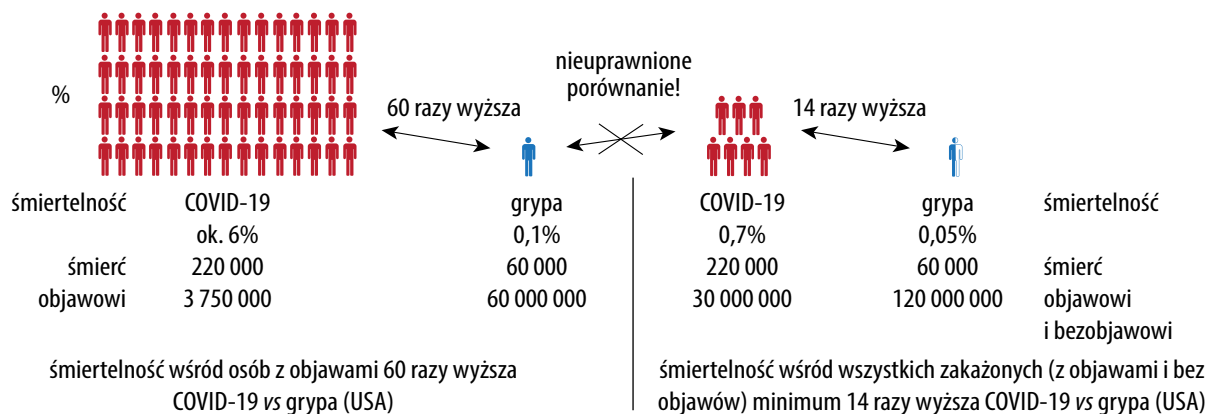 nieuprawnione
porównanie!
%
60 razy wyższa
14 razy wyższa
śmiertelność COVID-19 grypa COVID-19 grypa śmiertelność
ok. 6% 0,1% 0,7% 0,05%
śmierć 220 000 60 000 220 000 60 000 śmierć
objawowi 3 750 000 60 000 000 30 000 000 120 000 000 objawowi
i bezobjawowi
śmiertelność wśród osób z objawami 60 razy wyższa
COVID-19 vs grypa (USA)
śmiertelność wśród wszystkich zakażonych (z objawami i bez
objawów) minimum 14 razy wyższa COVID-19 vs grypa (USA)